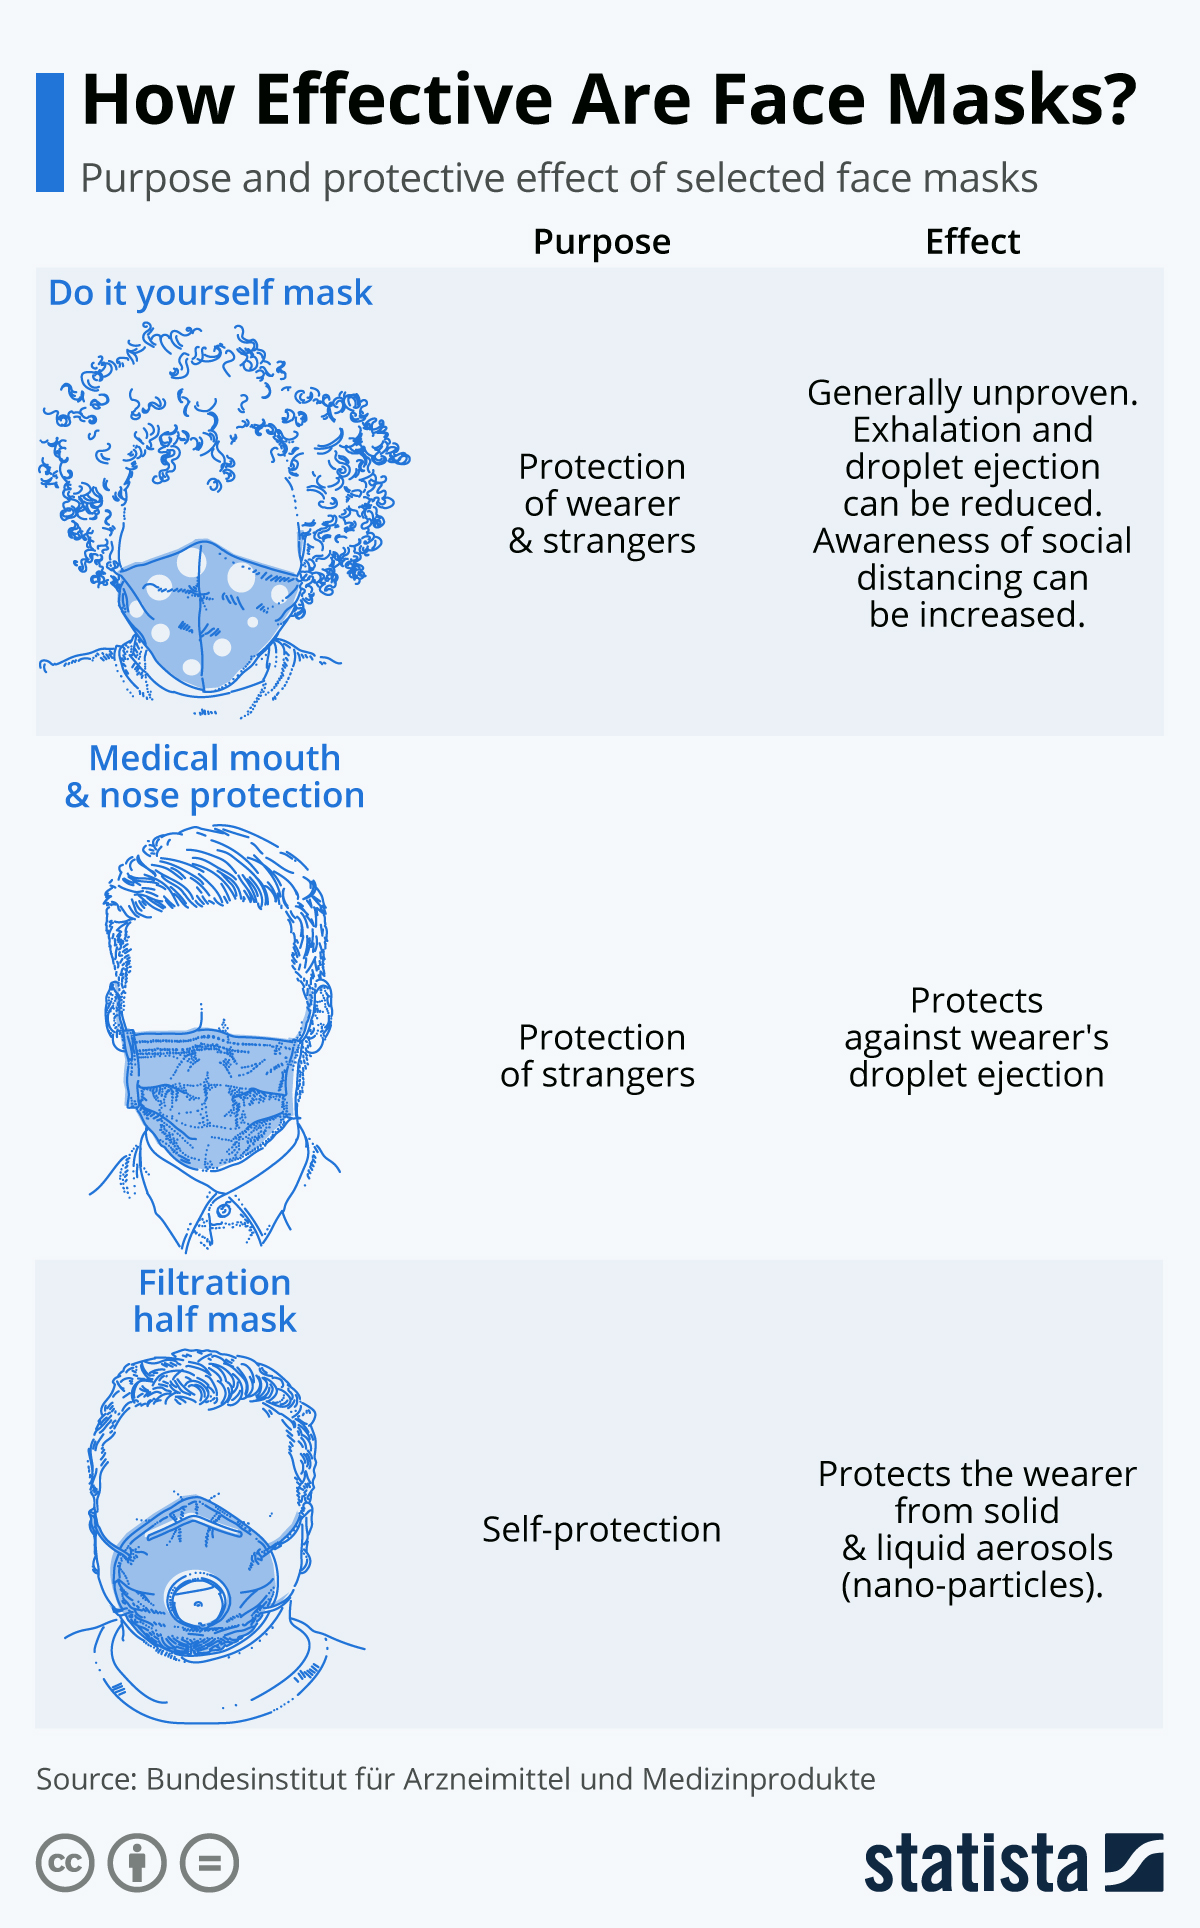 How Effective Are Face Masks?
Purpose and protective effect of selected face masks
Purpose
Effect
Do it yourself mask
Protection
of wearer
& strangers
Generally unproven.
Exhalation and
droplet ejection
can be reduced.
Awareness of social
distancing can
be increased.
Medical mouth
& nose protection
Protection
of strangers
Protects
against wearer's
droplet ejection
Filtration
half mask
Self-protection
Protects the wearer
from solid
& liquid aerosols
(nano-particles).
Source: Bundesinstitut für Arzneimittel und Medizinprodukte
cc
statista